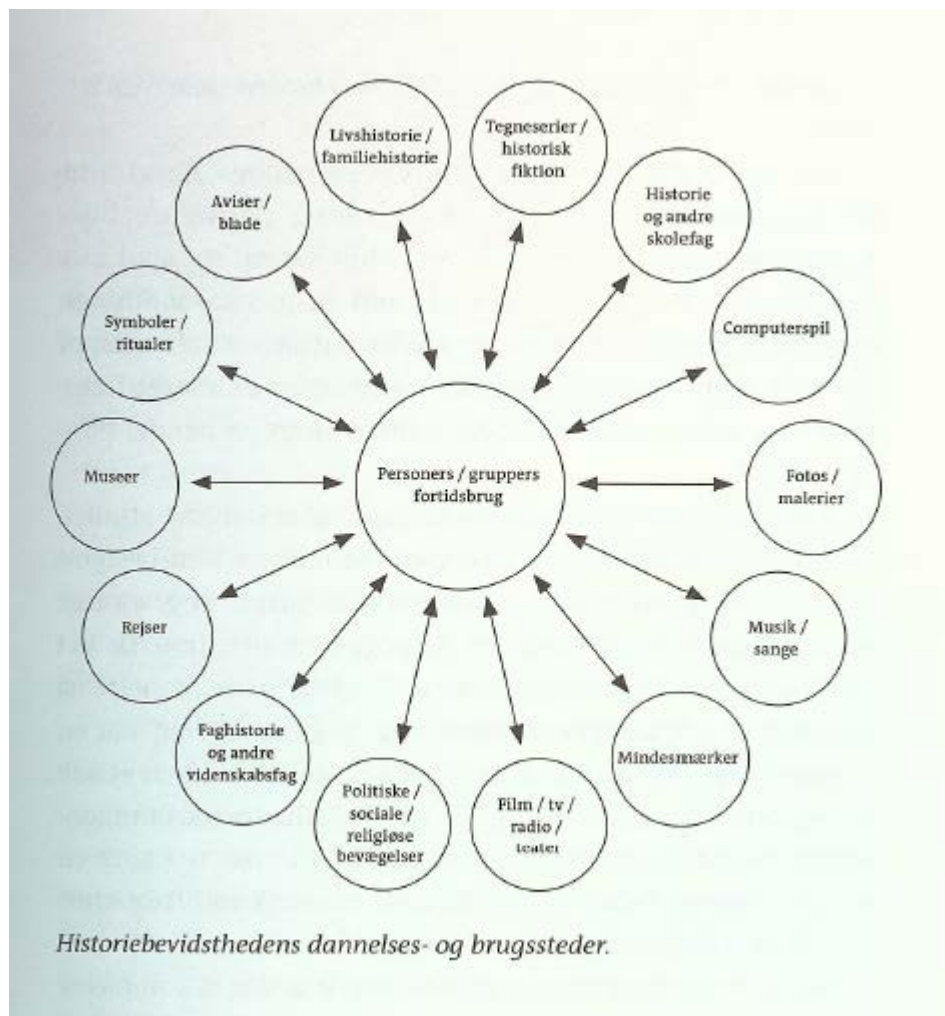 Livshistorie /
familiehistorie
Tegneserier /
historisk
fiktion
Historie
og andre
skolefag
Computerspil
Fotos /
malerier
Musik /
sange
Mindesmærker
Film / tv /
radio /
teater
Politiske /
sociale /
religiøse
bevægelser
Faghistorie
og andre
videnskabsfag
Rejser
Museer
Symboler /
ritualer
Aviser /
blade
Personers / gruppers
fortidsbrug
Historiebevidsthedens dannelses- og brugssteder.